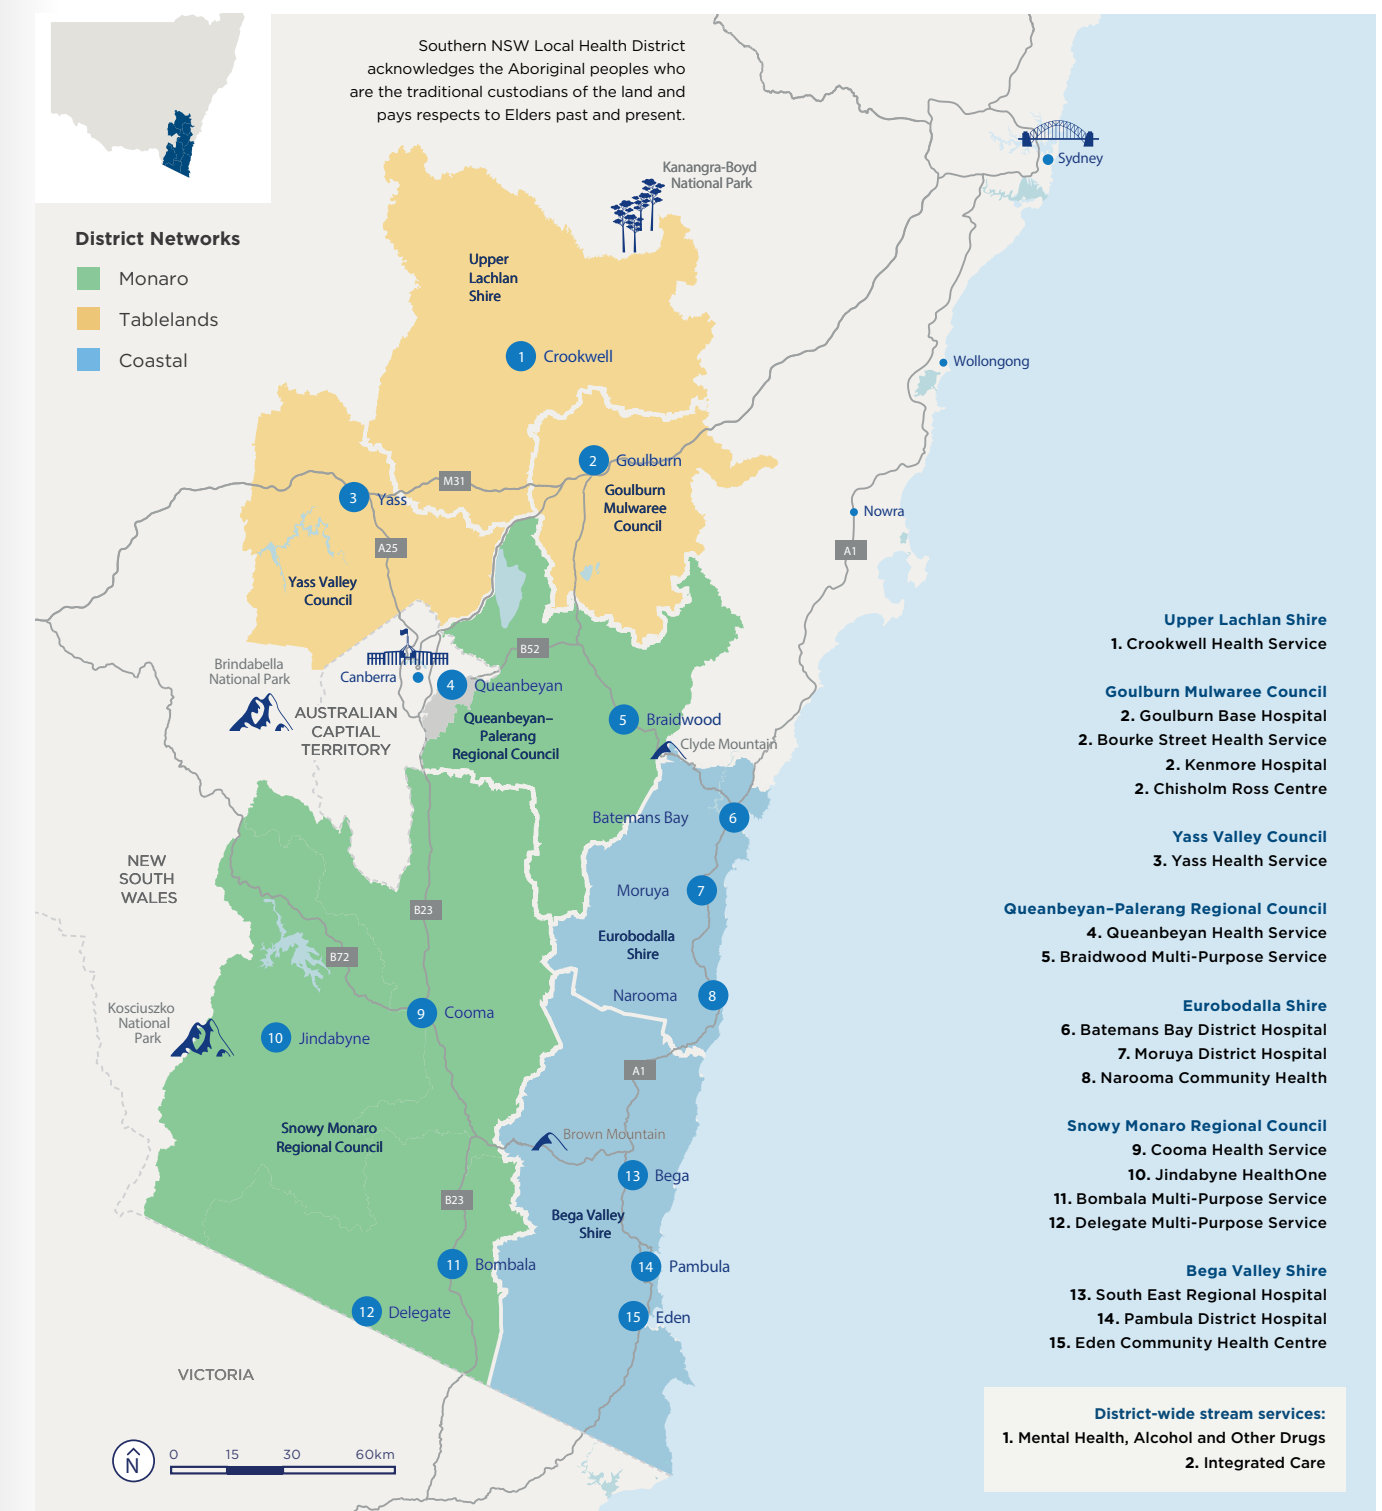 Southern NSW Local Health District
acknowledges the Aboriginal peoples who
are the traditional custodians of the land and
pays respects to Elders past and present.
Kanangra-Boyd
National Park
Sydney
District Networks
Monaro
Tablelands
Coastal
Upper
Lachlan
Shire
1 Crookwell
Wollongong
2 Goulburn
M31
Goulburn
Mulwaree
Council
3 Yass
Nowra
A25
A1
Yass Valley
Council
B52
Brindabella
National Park
Canberra
4 Queanbeyan
AUSTRALIAN
CAPTIAL
TERRITORY
Queanbeyan–
Palerang
Regional Council
5 Braidwood
Clyde Mountain
Batemans Bay 6
NEW
SOUTH
WALES
Moruya 7
B23
Eurobodalla
Shire
B72
Narooma 8
Kosciuszko
National
Park
9 Cooma
10 Jindabyne
A1
Snowy Monaro
Regional Council
Brown Mountain
13 Bega
B23
Bega Valley
Shire
11 Bombala
14 Pambula
12 Delegate
15 Eden
VICTORIA
N
0 15 30 60km
Upper Lachlan Shire
1. Crookwell Health Service
Goulburn Mulwaree Council
2. Goulburn Base Hospital
2. Bourke Street Health Service
2. Kenmore Hospital
2. Chisholm Ross Centre
Yass Valley Council
3. Yass Health Service
Queanbeyan–Palerang Regional Council
4. Queanbeyan Health Service
5. Braidwood Multi-Purpose Service
Eurobodalla Shire
6. Batemans Bay District Hospital
7. Moruya District Hospital
8. Narooma Community Health
Snowy Monaro Regional Council
9. Cooma Health Service
10. Jindabyne HealthOne
11. Bombala Multi-Purpose Service
12. Delegate Multi-Purpose Service
Bega Valley Shire
13. South East Regional Hospital
14. Pambula District Hospital
15. Eden Community Health Centre
District-wide stream services:
1. Mental Health, Alcohol and Other Drugs
2. Integrated Care